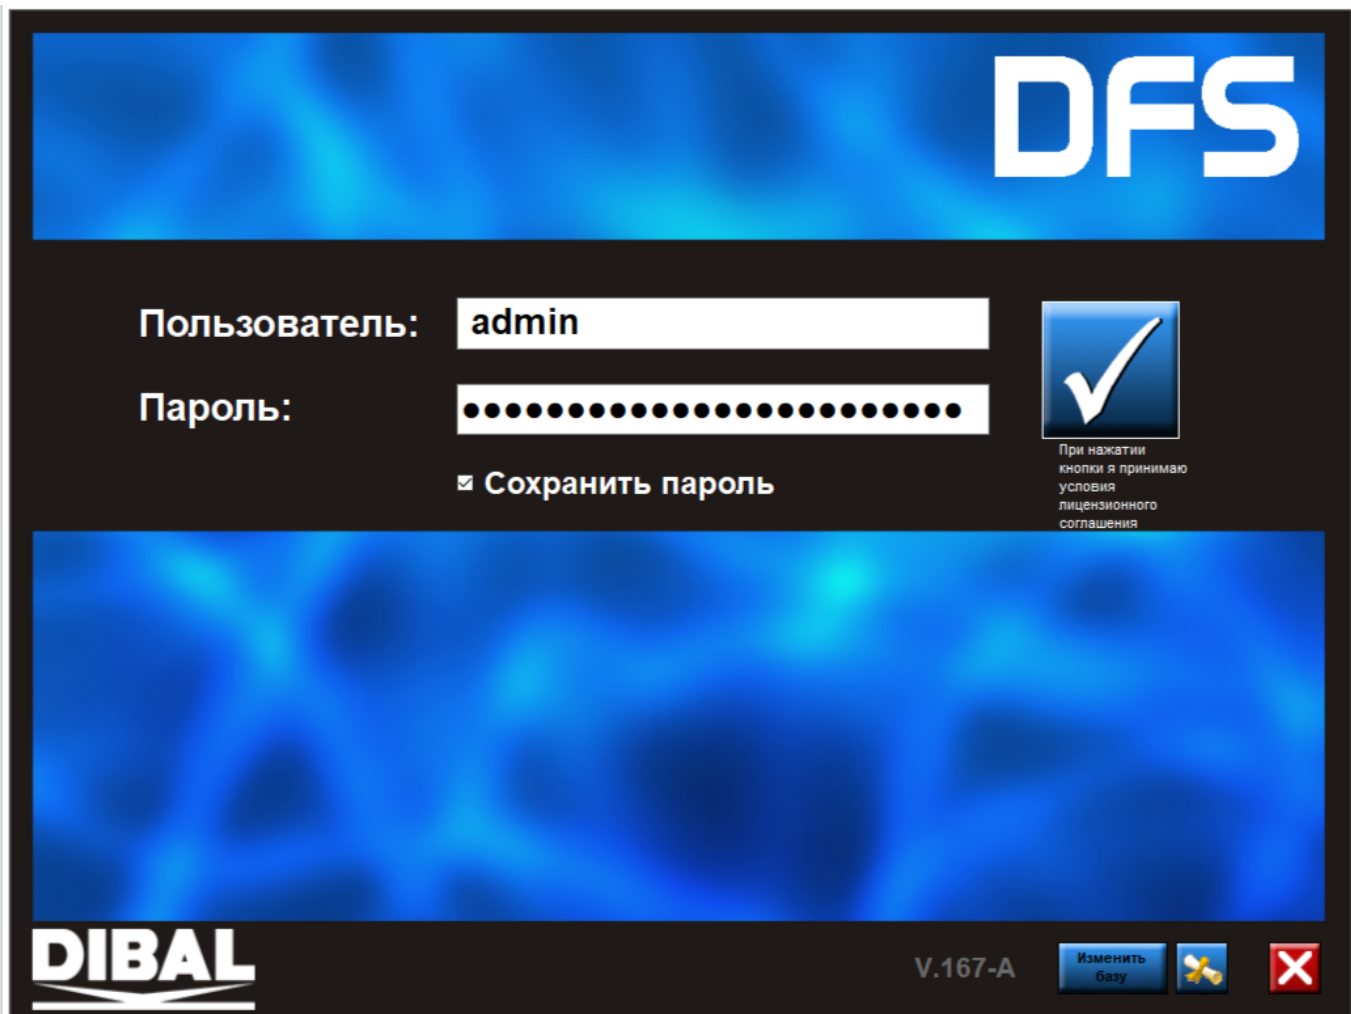 DFS
Пользователь:
admin
Пароль:
●●●●●●●●●●●●●●●●●●●●●●●●
Сохранить пароль
При нажатии
кнопки я принимаю
условия
лицензионного
соглашения
DIBAL
V.167-A
Изменить
базу